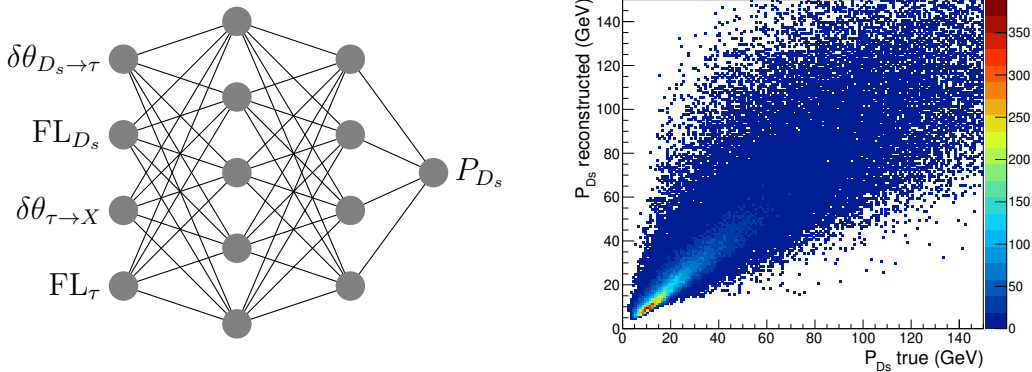 δθ_{D_s→τ}
FL_{D_s}
δθ_{τ→X}
FL_τ
P_{D_s}
P_{Ds} reconstructed (GeV)
140
120
100
80
60
40
20
0
0 20 40 60 80 100 120 140
P_{Ds} true (GeV)
350
300
250
200
150
100
50
0